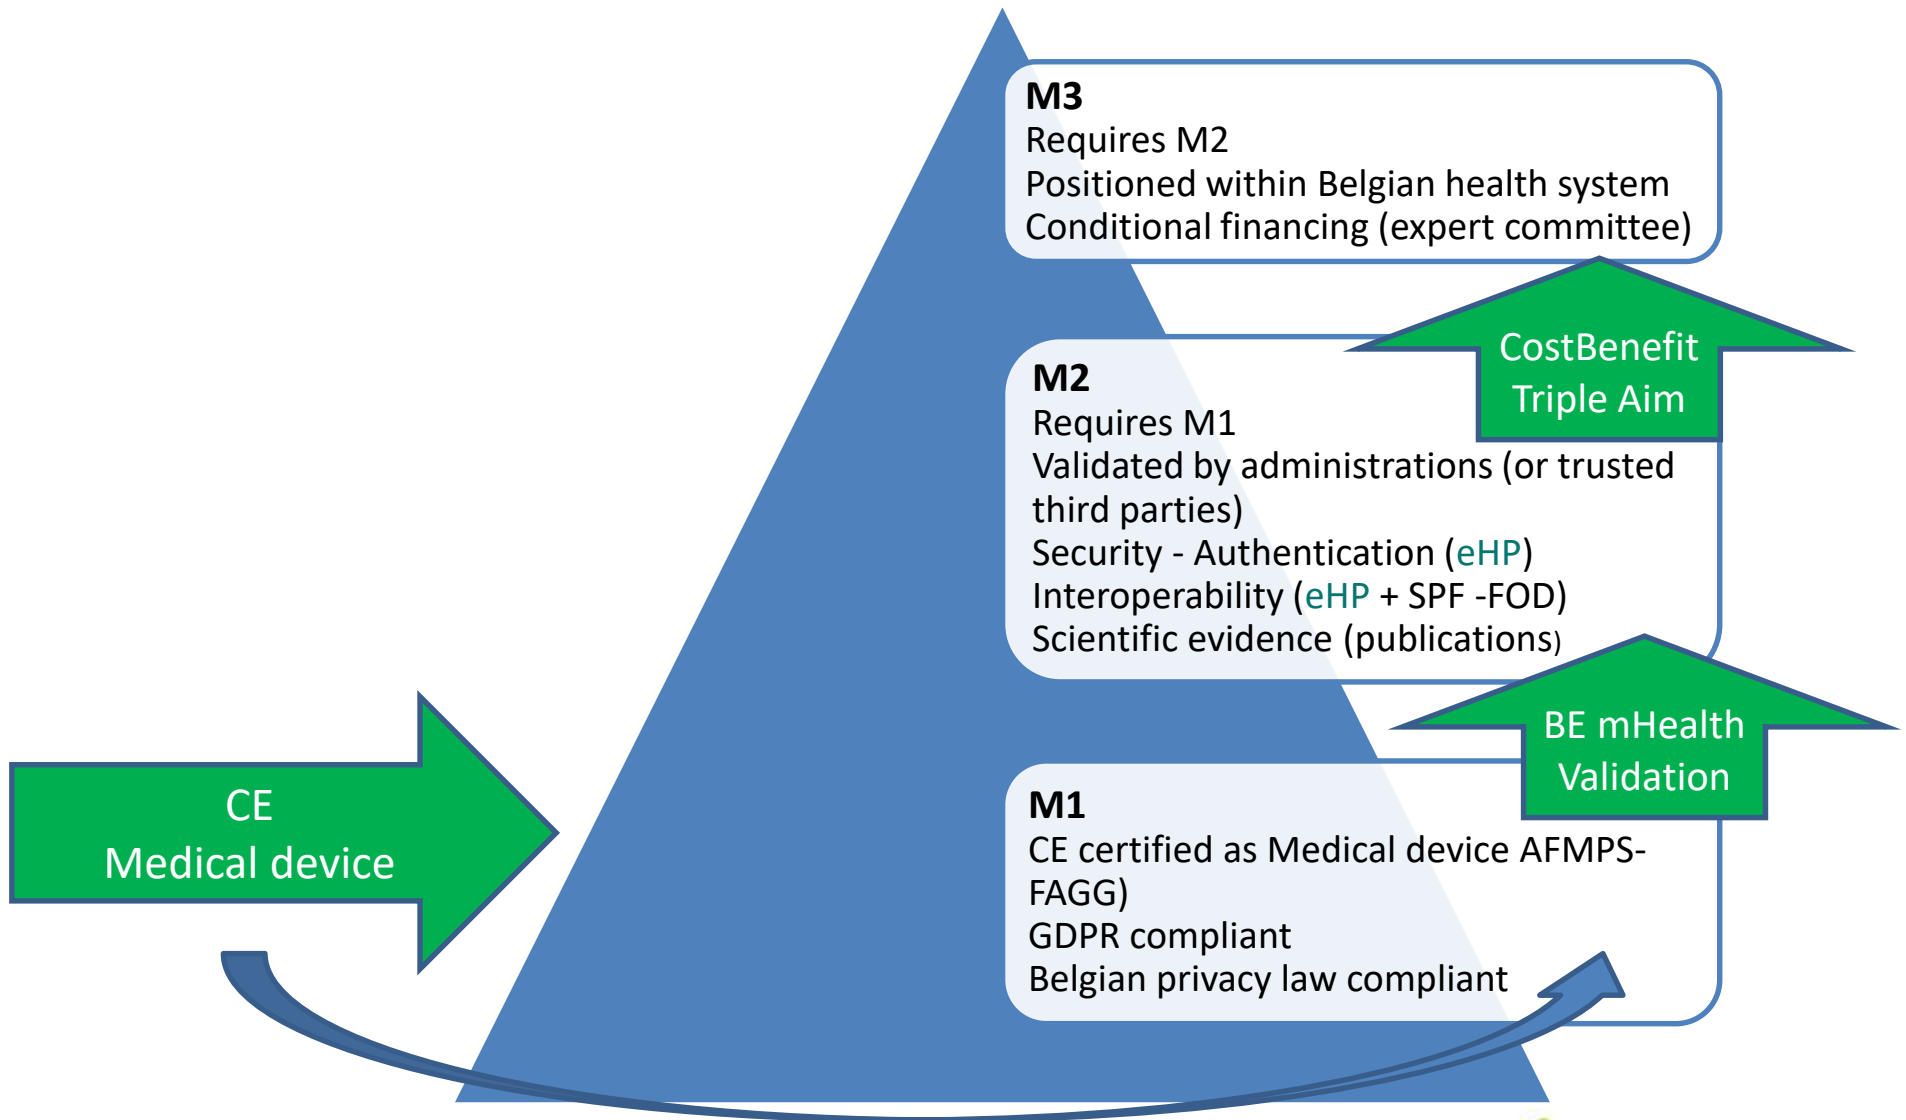 M3
Requires M2
Positioned within Belgian health system
Conditional financing (expert committee)
CostBenefit
Triple Aim
M2
Requires M1
Validated by administrations (or trusted
third parties)
Security - Authentication (eHP)
Interoperability (eHP + SPF -FOD)
Scientific evidence (publications)
BE mHealth
Validation
CE
Medical device
M1
CE certified as Medical device AFMPS-
FAGG)
GDPR compliant
Belgian privacy law compliant